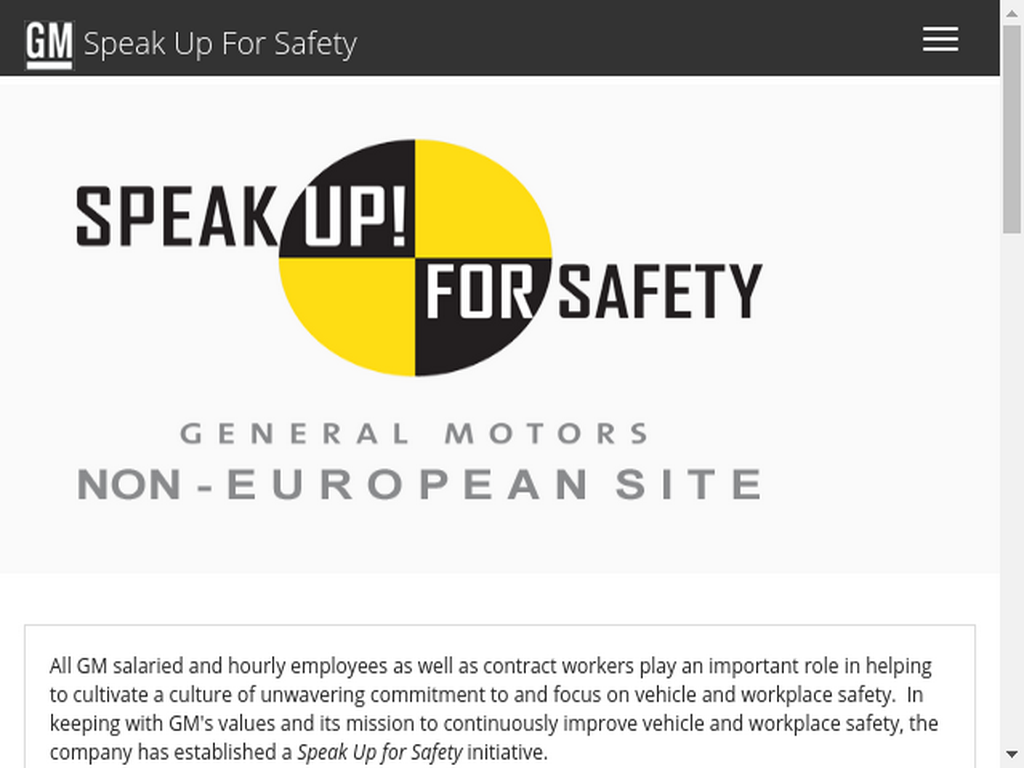 GM Speak Up For Safety
SPEAK UP!
FOR SAFETY
GENERAL MOTORS
NON-EUROPEAN SITE
All GM salaried and hourly employees as well as contract workers play an important role in helping
to cultivate a culture of unwavering commitment to and focus on vehicle and workplace safety.  In
keeping with GM's values and its mission to continuously improve vehicle and workplace safety, the
company has established a Speak Up for Safety initiative.